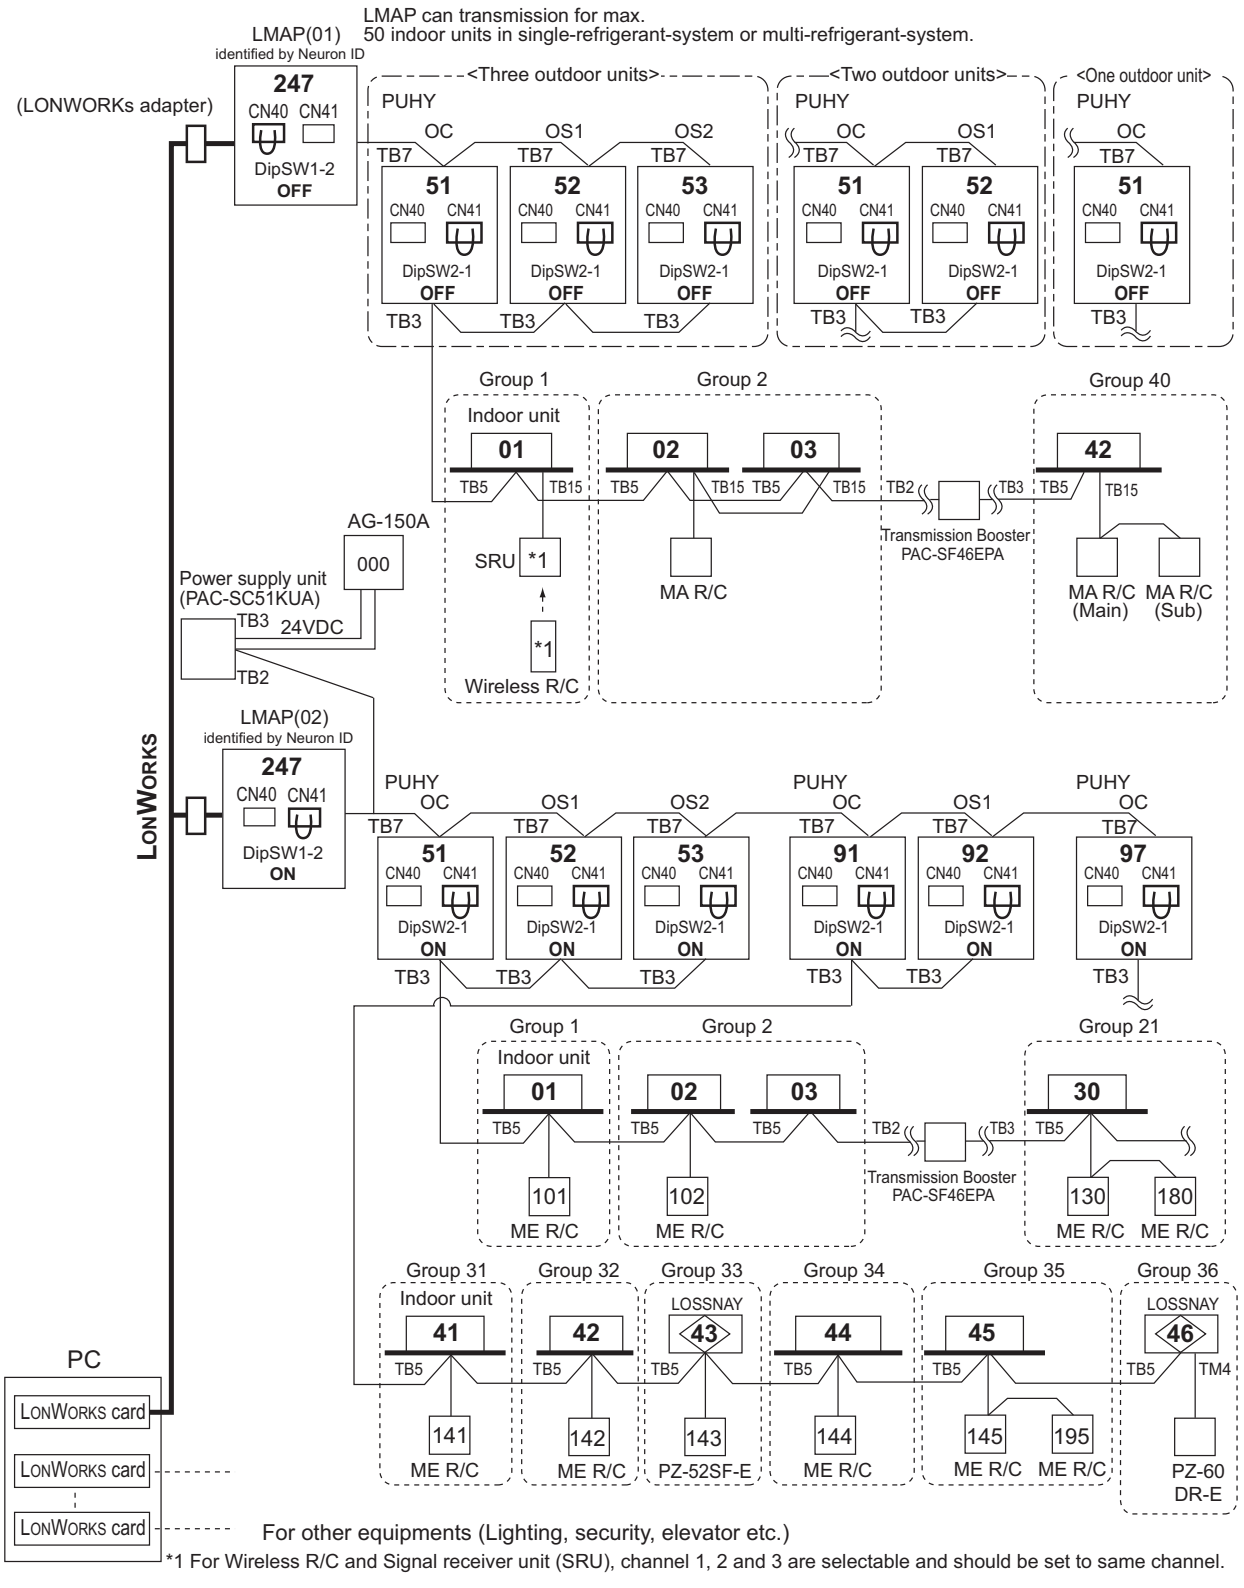 LMAP can transmission for max.
50 indoor units in single-refrigerant-system or multi-refrigerant-system.
LMAP(01)
identified by Neuron ID
(LONWORKs adapter)
247
CN40 CN41
DipSW1-2
OFF
<Three outdoor units>
<Two outdoor units>
<One outdoor unit>
PUHY PUHY PUHY
OC OS1 OS2 OC OS1 OC
TB7 TB7 TB7 TB7 TB7 TB7
51 52 53 51 52 51
CN40 CN41 CN40 CN41 CN40 CN41 CN40 CN41 CN40 CN41 CN40 CN41
DipSW2-1 DipSW2-1 DipSW2-1 DipSW2-1 DipSW2-1 DipSW2-1
OFF OFF OFF OFF OFF OFF
TB3 TB3 TB3 TB3 TB3 TB3
Group 1 Group 2 Group 40
Indoor unit
01 02 03 42
TB5 TB15 TB5 TB15 TB5 TB15 TB2 TB3 TB5 TB15
Transmission Booster
PAC-SF46EPA
SRU *1
MA R/C
MA R/C
(Main)
MA R/C
(Sub)
*1
Wireless R/C
AG-150A
000
Power supply unit
(PAC-SC51KUA)
TB3 24VDC
TB2
LONWORKS
LMAP(02)
identified by Neuron ID
247
CN40 CN41
DipSW1-2
ON
PUHY PUHY PUHY
OC OS1 OS2 OC OS1 OC
TB7 TB7 TB7 TB7 TB7 TB7
51 52 53 91 92 97
CN40 CN41 CN40 CN41 CN40 CN41 CN40 CN41 CN40 CN41 CN40 CN41
DipSW2-1 DipSW2-1 DipSW2-1 DipSW2-1 DipSW2-1 DipSW2-1
ON ON ON ON ON ON
TB3 TB3 TB3 TB3 TB3 TB3
Group 1 Group 2 Group 21
Indoor unit
01 02 03 30
TB5 TB5 TB5 TB2 TB3 TB5
Transmission Booster
PAC-SF46EPA
101 102 130 180
ME R/C ME R/C ME R/C ME R/C
Group 31 Group 32 Group 33 Group 34 Group 35 Group 36
Indoor unit LOSSNAY LOSSNAY
41 42 43 44 45 46
TB5 TB5 TB5 TB5 TB5 TB5 TM4
141 142 143 144 145 195
ME R/C ME R/C PZ-52SF-E ME R/C ME R/C ME R/C PZ-60
DR-E
PC
LONWORKS card
LONWORKS card
LONWORKS card
For other equipments (Lighting, security, elevator etc.)
*1 For Wireless R/C and Signal receiver unit (SRU), channel 1, 2 and 3 are selectable and should be set to same channel.